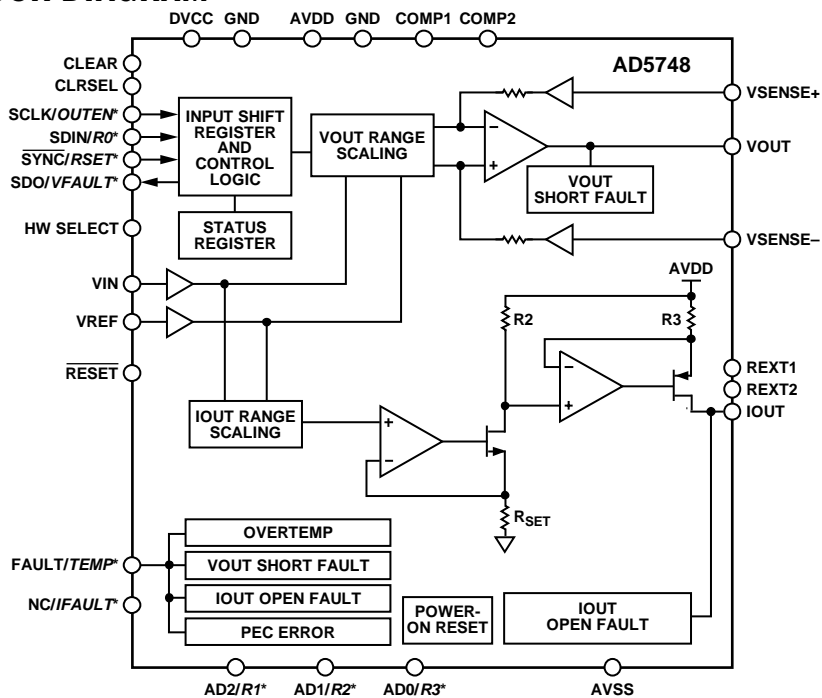 DVCC GND AVDD GND COMP1 COMP2
AD5748
CLEAR
CLRSEL
SCLK/OUTEN*
SDIN/R0*
SYNC/RSET*
SDO/VFAULT*
HW SELECT
VIN
VREF
RESET
INPUT SHIFT
REGISTER
AND
CONTROL
LOGIC
STATUS
REGISTER
VOUT RANGE
SCALING
VOUT
SHORT FAULT
VSENSE+
VOUT
VSENSE–
AVDD
R2
R3
REXT1
REXT2
IOUT
IOUT RANGE
SCALING
RSET
FAULT/TEMP*
NC/IFAULT*
OVERTEMP
VOUT SHORT FAULT
IOUT OPEN FAULT
PEC ERROR
POWER-
ON RESET
IOUT
OPEN FAULT
AD2/R1* AD1/R2* AD0/R3* AVSS